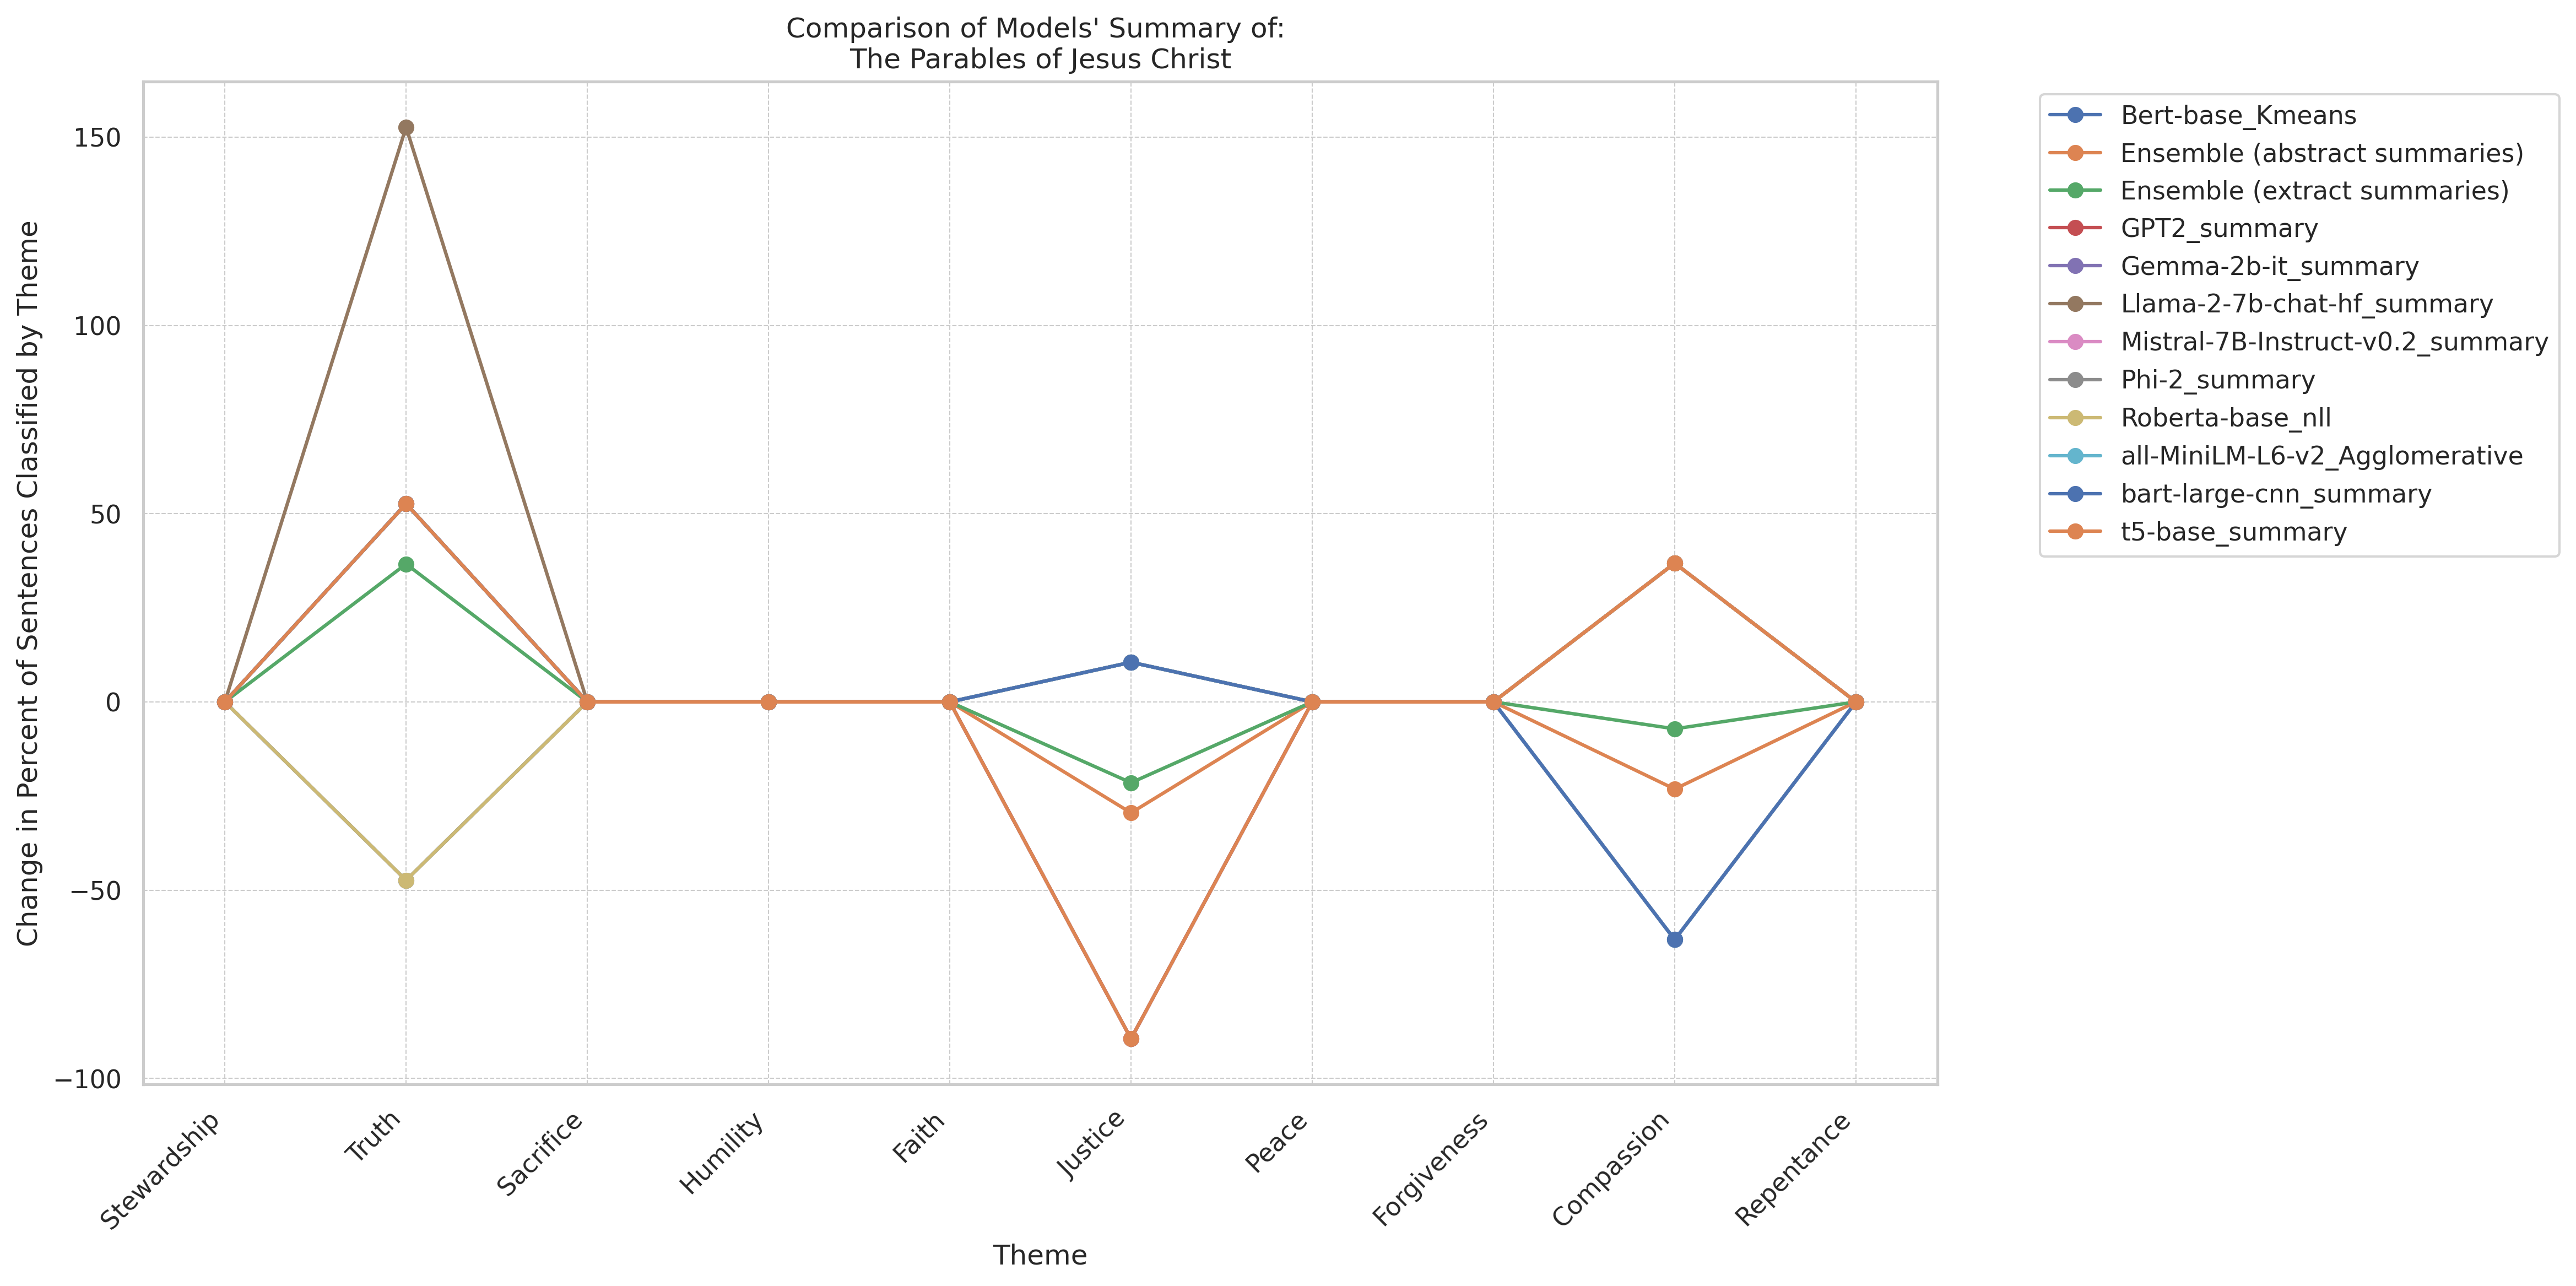 Comparison of Models' Summary of:
The Parables of Jesus Christ
Change in Percent of Sentences Classified by Theme
150
100
50
0
−50
−100
Stewardship
Truth
Sacrifice
Humility
Faith
Justice
Peace
Forgiveness
Compassion
Repentance
Theme
Bert-base_Kmeans
Ensemble (abstract summaries)
Ensemble (extract summaries)
GPT2_summary
Gemma-2b-it_summary
Llama-2-7b-chat-hf_summary
Mistral-7B-Instruct-v0.2_summary
Phi-2_summary
Roberta-base_nll
all-MiniLM-L6-v2_Agglomerative
bart-large-cnn_summary
t5-base_summary